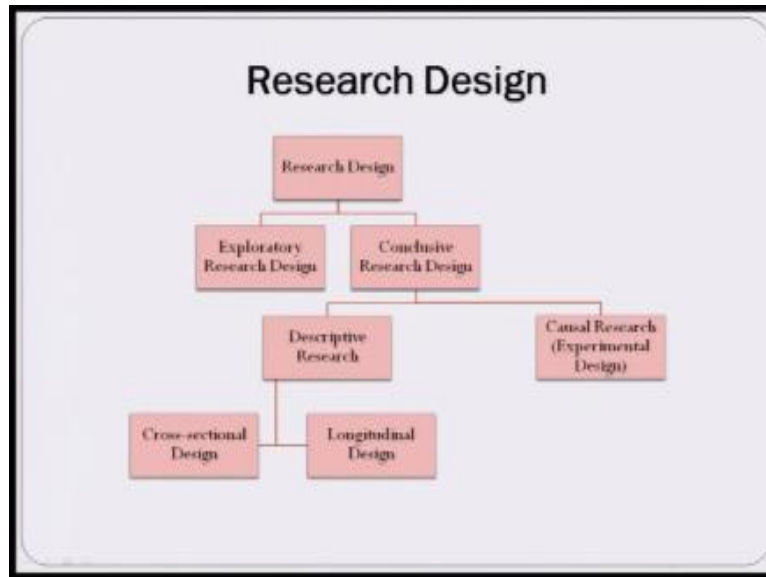 Research Design
Research Design
Exploratory
Research Design
Conclusive
Research Design
Descriptive
Research
Causal Research
(Experimental
Design)
Cross-sectional
Design
Longitudinal
Design